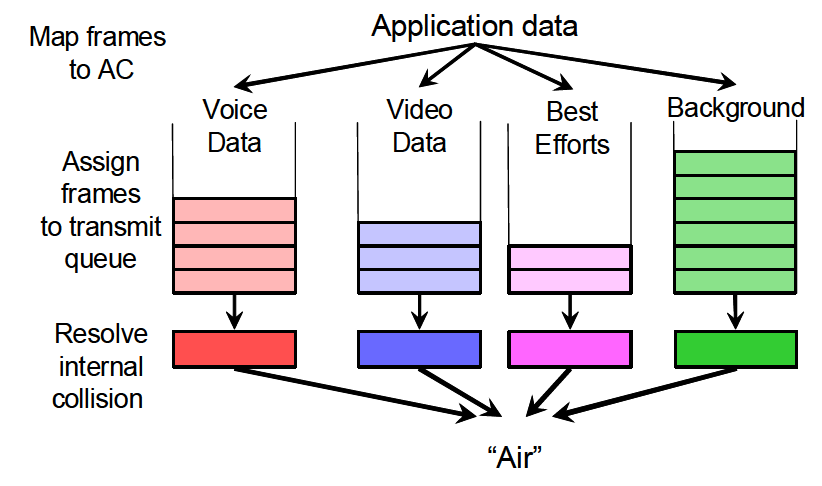 Application data
Map frames
to AC
Voice
Data
Video
Data
Best
Efforts
Background
Assign
frames
to transmit
queue
Resolve
internal
collision
“Air”